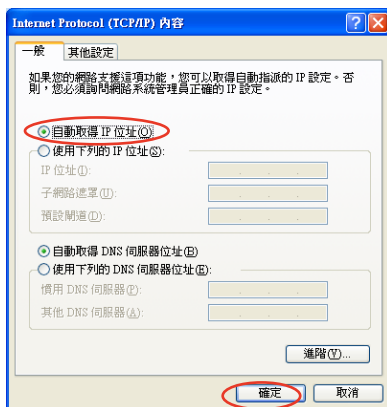 Internet Protocol (TCP/IP) 內容
一般 其他設定
如果您的網路支援這項功能，您可以取得自動指派的 IP 設定。否
則，您必須詢問網路系統管理員正確的 IP 設定。
自動取得 IP 位址(O)
使用下列的 IP 位址(S):
IP 位址(I):
子網路遮罩(U):
預設閘道(D):
自動取得 DNS 伺服器位址(B)
使用下列的 DNS 伺服器位址(E):
慣用 DNS 伺服器(P):
其他 DNS 伺服器(A):
進階(V)...
確定 取消